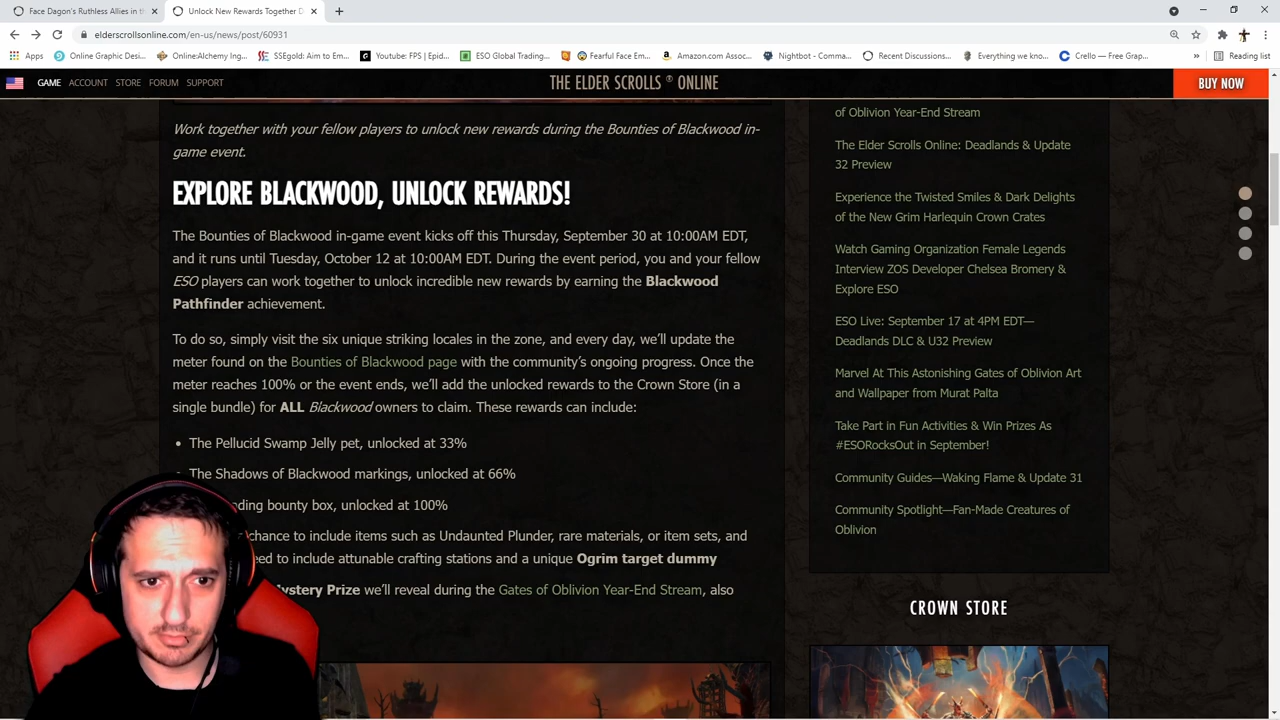 Face Dagon's Ruthless Allies in th
Unlock New Rewards Together D
elderscrollsonline.com/en-us/news/post/60931
Apps
Online Graphic Desi...
Online:Alchemy Ing...
SSEgold: Aim to Em...
Youtube: FPS | Epid...
ESO Global Trading...
Fearful Face Em...
Amazon.com Assoc...
Nightbot - Comma...
Recent Discussions...
Everything we kno...
Crello — Free Grap...
»
Reading list
GAME ACCOUNT STORE FORUM SUPPORT
THE ELDER SCROLLS ® ONLINE
BUY NOW
Work together with your fellow players to unlock new rewards during the Bounties of Blackwood in-
game event.
EXPLORE BLACKWOOD, UNLOCK REWARDS!
The Bounties of Blackwood in-game event kicks off this Thursday, September 30 at 10:00AM EDT,
and it runs until Tuesday, October 12 at 10:00AM EDT. During the event period, you and your fellow
ESO players can work together to unlock incredible new rewards by earning the Blackwood
Pathfinder achievement.
To do so, simply visit the six unique striking locales in the zone, and every day, we'll update the
meter found on the Bounties of Blackwood page with the community's ongoing progress. Once the
meter reaches 100% or the event ends, we'll add the unlocked rewards to the Crown Store (in a
single bundle) for ALL Blackwood owners to claim. These rewards can include:
• The Pellucid Swamp Jelly pet, unlocked at 33%
The Shadows of Blackwood markings, unlocked at 66%
bounty box, unlocked at 100%
chance to include items such as Undaunted Plunder, rare materials, or item sets, and
to include attunable crafting stations and a unique Ogrim target dummy
Prize we'll reveal during the Gates of Oblivion Year-End Stream, also
of Oblivion Year-End Stream
The Elder Scrolls Online: Deadlands & Update
32 Preview
Experience the Twisted Smiles & Dark Delights
of the New Grim Harlequin Crown Crates
Watch Gaming Organization Female Legends
Interview ZOS Developer Chelsea Bromery &
Explore ESO
ESO Live: September 17 at 4PM EDT—
Deadlands DLC & U32 Preview
Marvel At This Astonishing Gates of Oblivion Art
and Wallpaper from Murat Palta
Take Part in Fun Activities & Win Prizes As
#ESORocksOut in September!
Community Guides—Waking Flame & Update 31
Community Spotlight—Fan-Made Creatures of
Oblivion
CROWN STORE